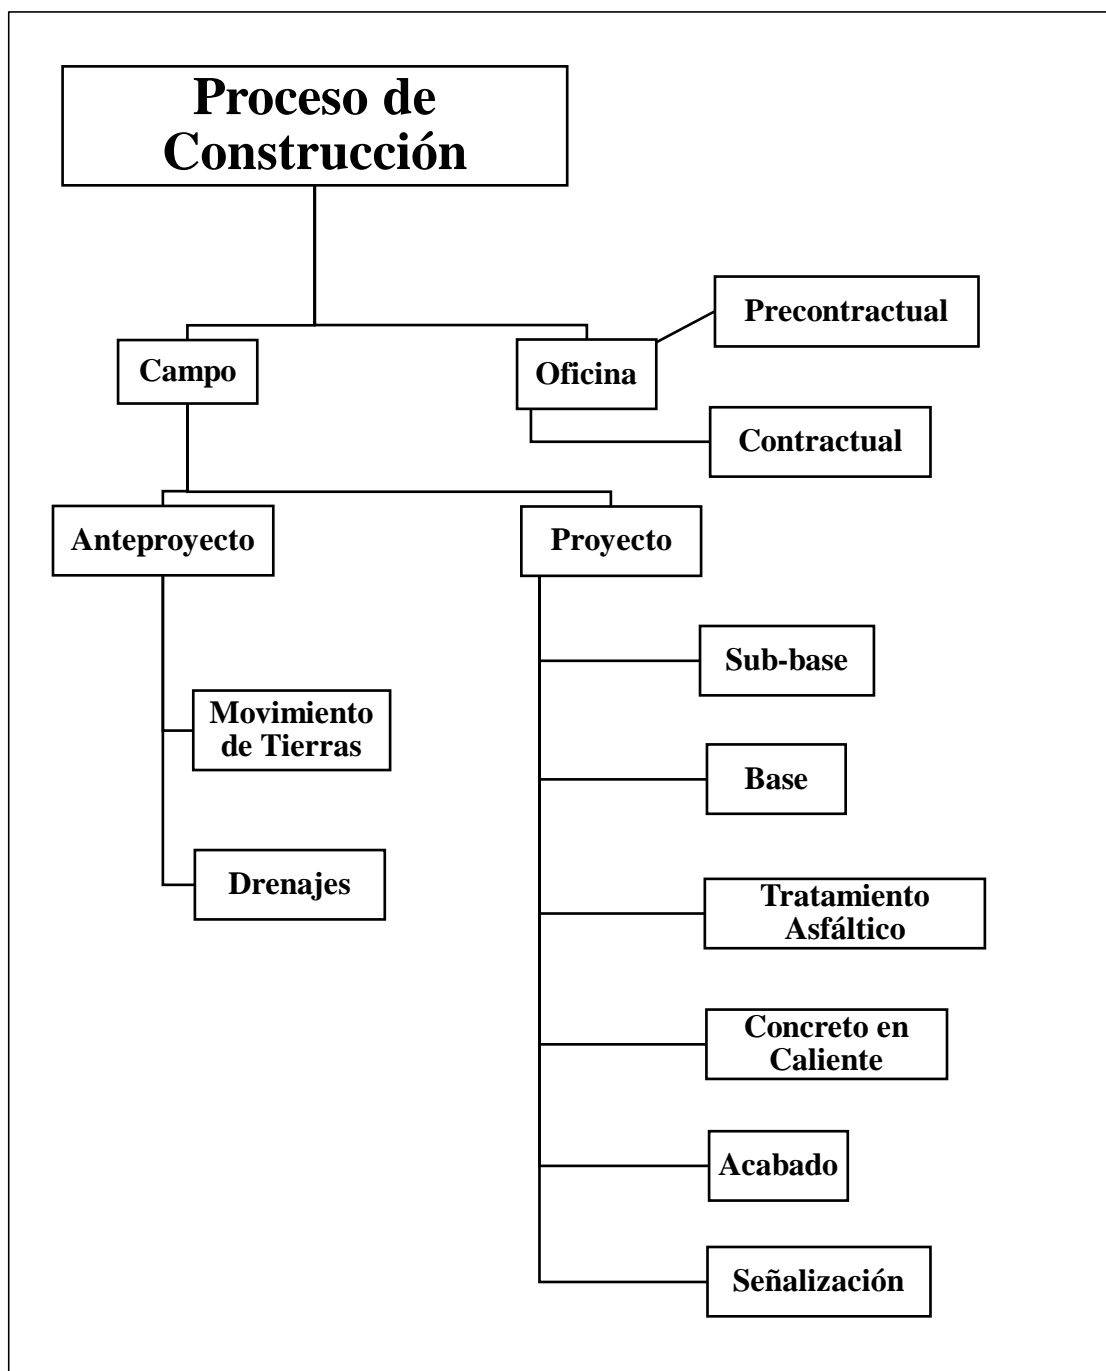 Proceso de
Construcción
Precontractual
Campo
Oficina
Contractual
Anteproyecto
Proyecto
Sub-base
Movimiento
de Tierras
Base
Drenajes
Tratamiento
Asfáltico
Concreto en
Caliente
Acabado
Señalización